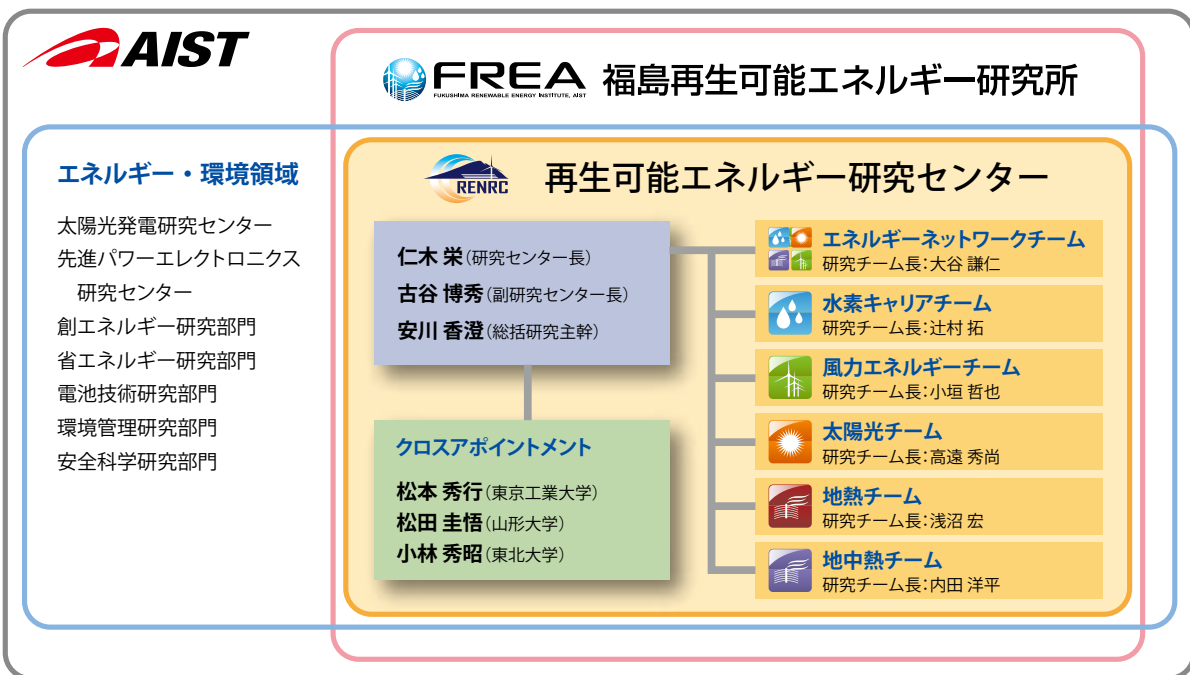 AIST
FREA 福島再生可能エネルギー研究所
FUKUSHIMA RENEWABLE ENERGY INSTITUTE, AIST
エネルギー・環境領域
太陽光発電研究センター
先進パワーエレクトロニクス
研究センター
創エネルギー研究部門
省エネルギー研究部門
電池技術研究部門
環境管理研究部門
安全科学研究部門
RENRC 再生可能エネルギー研究センター
仁木 栄(研究センター長)
古谷 博秀(副研究センター長)
安川 香澄(総括研究主幹)
クロスアポイントメント
松本 秀行(東京工業大学)
松田 圭悟(山形大学)
小林 秀昭(東北大学)
エネルギーネットワークチーム
研究チーム長:大谷 謙仁
水素キャリアチーム
研究チーム長:辻村 拓
風力エネルギーチーム
研究チーム長:小垣 哲也
太陽光チーム
研究チーム長:高遠 秀尚
地熱チーム
研究チーム長:浅沼 宏
地中熱チーム
研究チーム長:内田 洋平